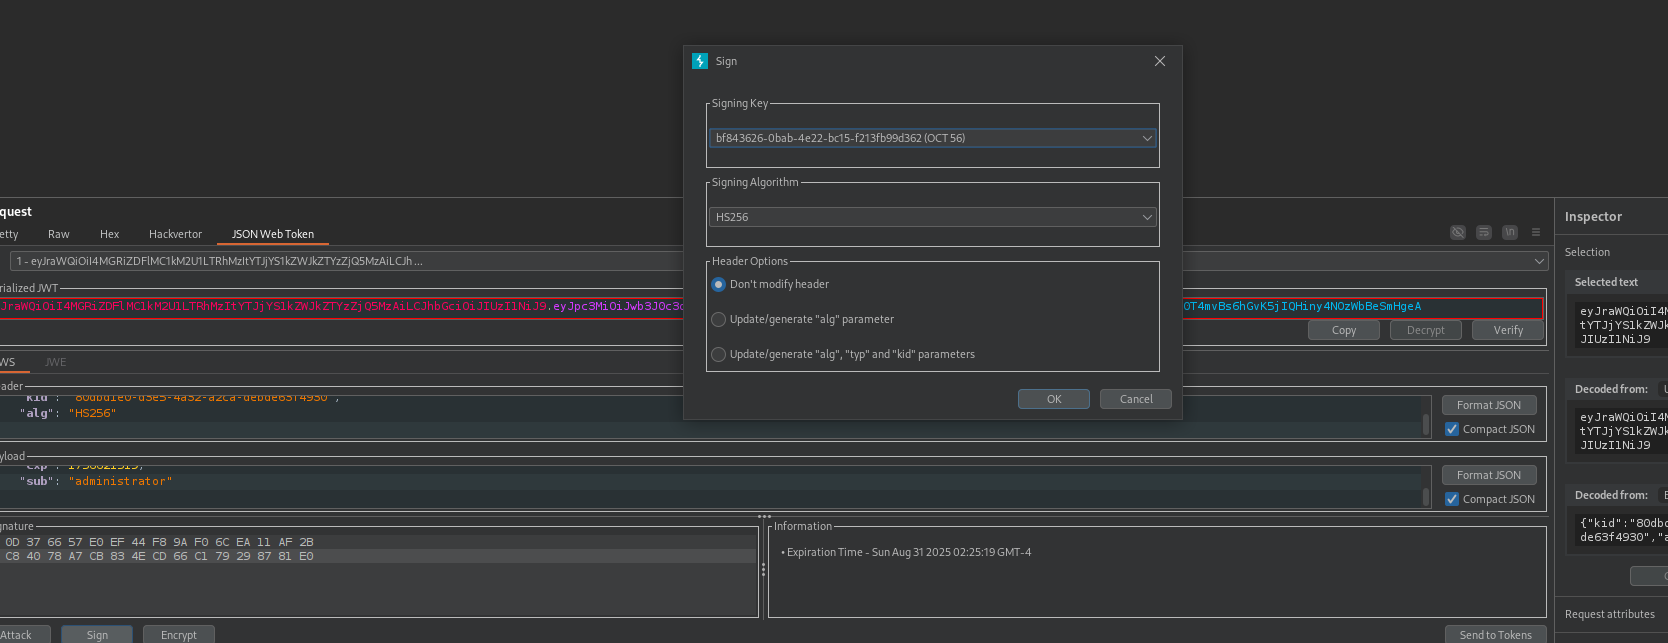 Sign
Signing Key
bf843626-0bab-4e22-bc15-f213fb99d362 (OCT 56)
Signing Algorithm
HS256
Header Options
Don't modify header
Update/generate "alg" parameter
Update/generate "alg", "typ" and "kid" parameters
OK
Cancel
quest
etty Raw Hex Hackvertor JSON Web Token
1 - eyJraWQiOiI4MGRiZDFlMC1kM2U1LTRhMzItYTJjYS1kZWJkZTYzZjQ5MzAiLCJh ...
rialized JWT
JraWQiOiI4MGRiZDFlMC1kM2U1LTRhMzItYTJjYS1kZWJkZTYzZjQ5MzAiLCJhbGciOiJIUzI1NiJ9.eyJpc3MiOiJwb3J0c3
0T4mvBs6hGvK5jIQHiny4NOzWbBeSmHgeA
Copy Decrypt Verify
WS JWE
ader
"kid": "80dbd1e0-d3e5-4a32-a2ca-debde63f4930",
"alg": "HS256"
Format JSON
Compact JSON
yload
"sub": "administrator"
Format JSON
Compact JSON
gnature
0D 37 66 57 E0 EF 44 F8 9A F0 6C EA 11 AF 2B
C8 40 78 A7 CB 83 4E CD 66 C1 79 29 87 81 E0
Information
• Expiration Time - Sun Aug 31 2025 02:25:19 GMT-4
Attack Sign Encrypt
Send to Tokens
Inspector
Selection
Selected text
eyJraWQiOiI4M
tYTJjYS1kZWJk
JIUzI1NiJ9
Decoded from:
eyJraWQiOiI4M
tYTJjYS1kZWJk
JIUzI1NiJ9
Decoded from:
{"kid":"80dbd
de63f4930","a
Request attributes